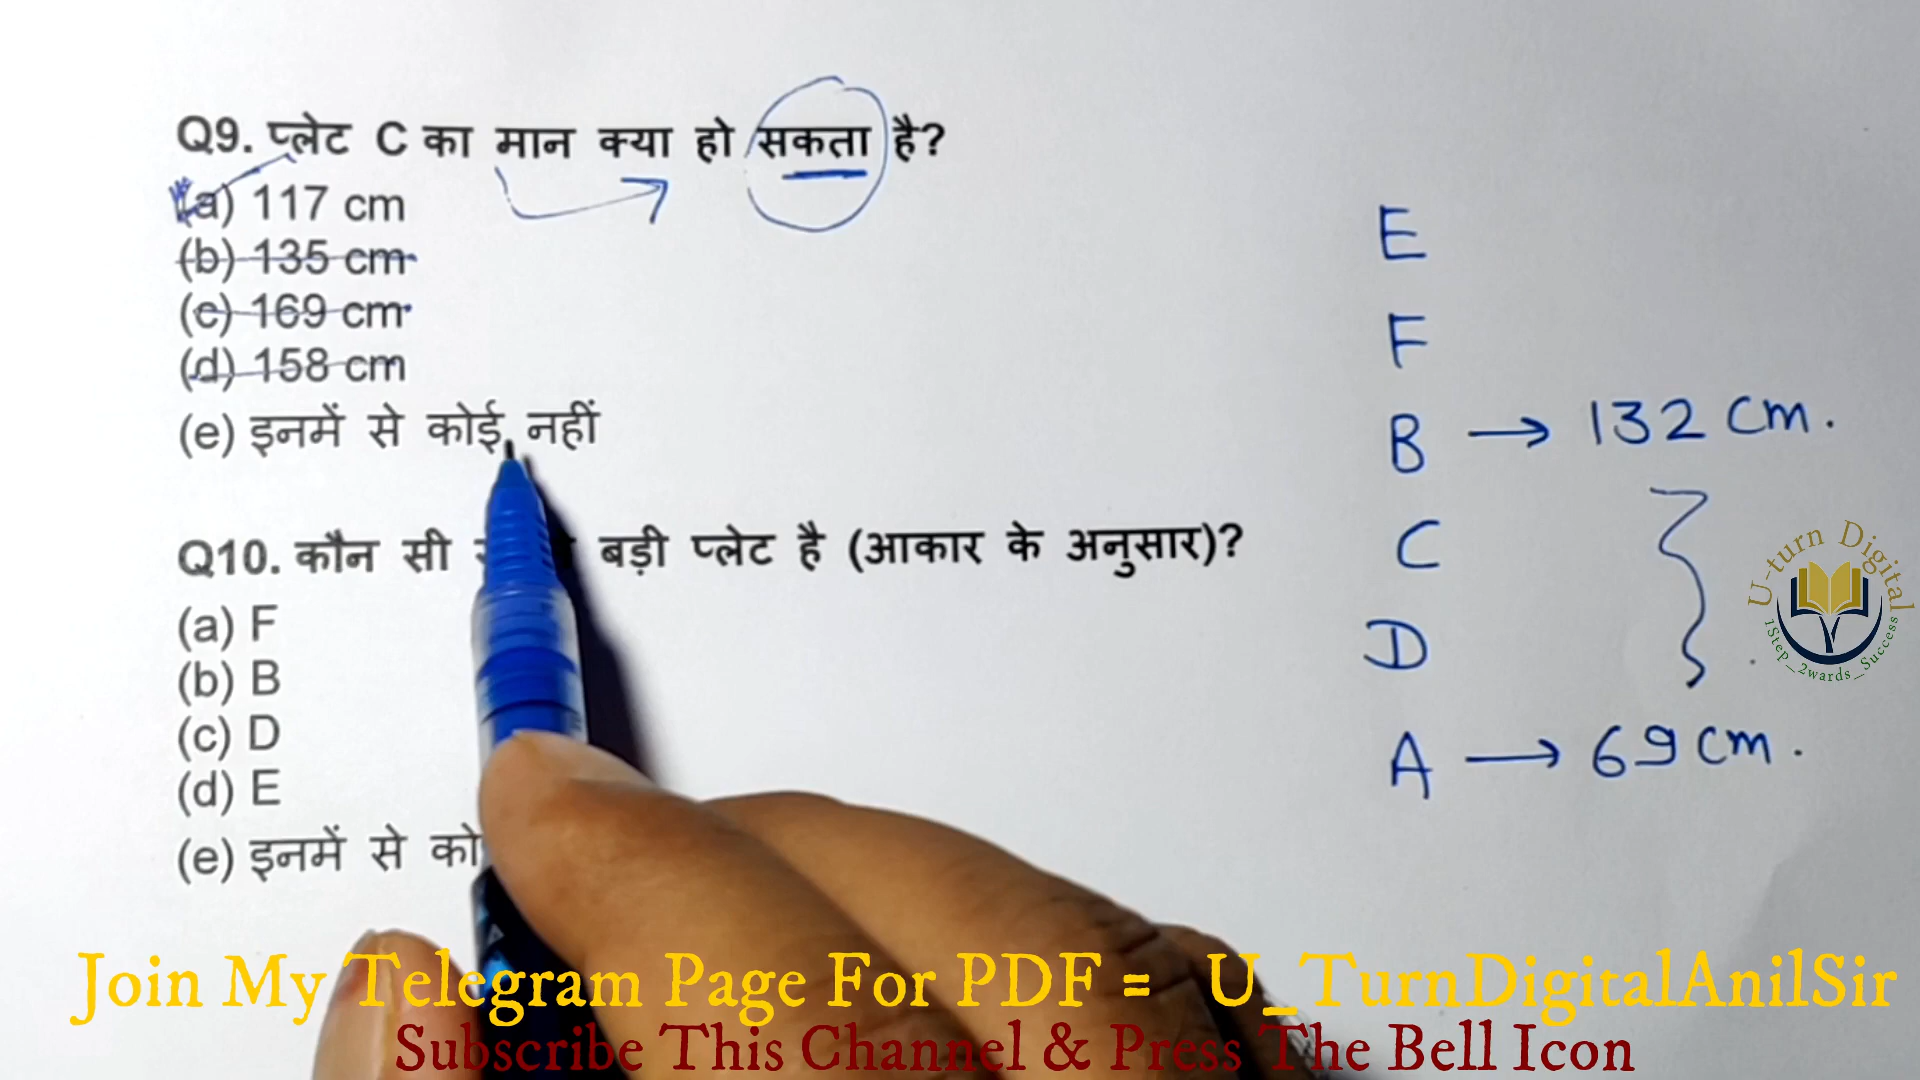 Q9. प्लेट C का मान क्या हो सकता है?
(a) 117 cm
(b) 135 cm
(c) 169 cm
(d) 158 cm
(e) इनमें से कोई नहीं
Q10. कौन सी बड़ी प्लेट है (आकार के अनुसार)?
(a) F
(b) B
(c) D
(d) E
(e) इनमें से
E
F
B → 132 cm.
C
D
A → 69 cm.
U-turn Digital
1Step_2wards_Success
Join My Telegram Page For PDF = U_TurnDigitalAnilSir
Subscribe This Channel & Press The Bell Icon